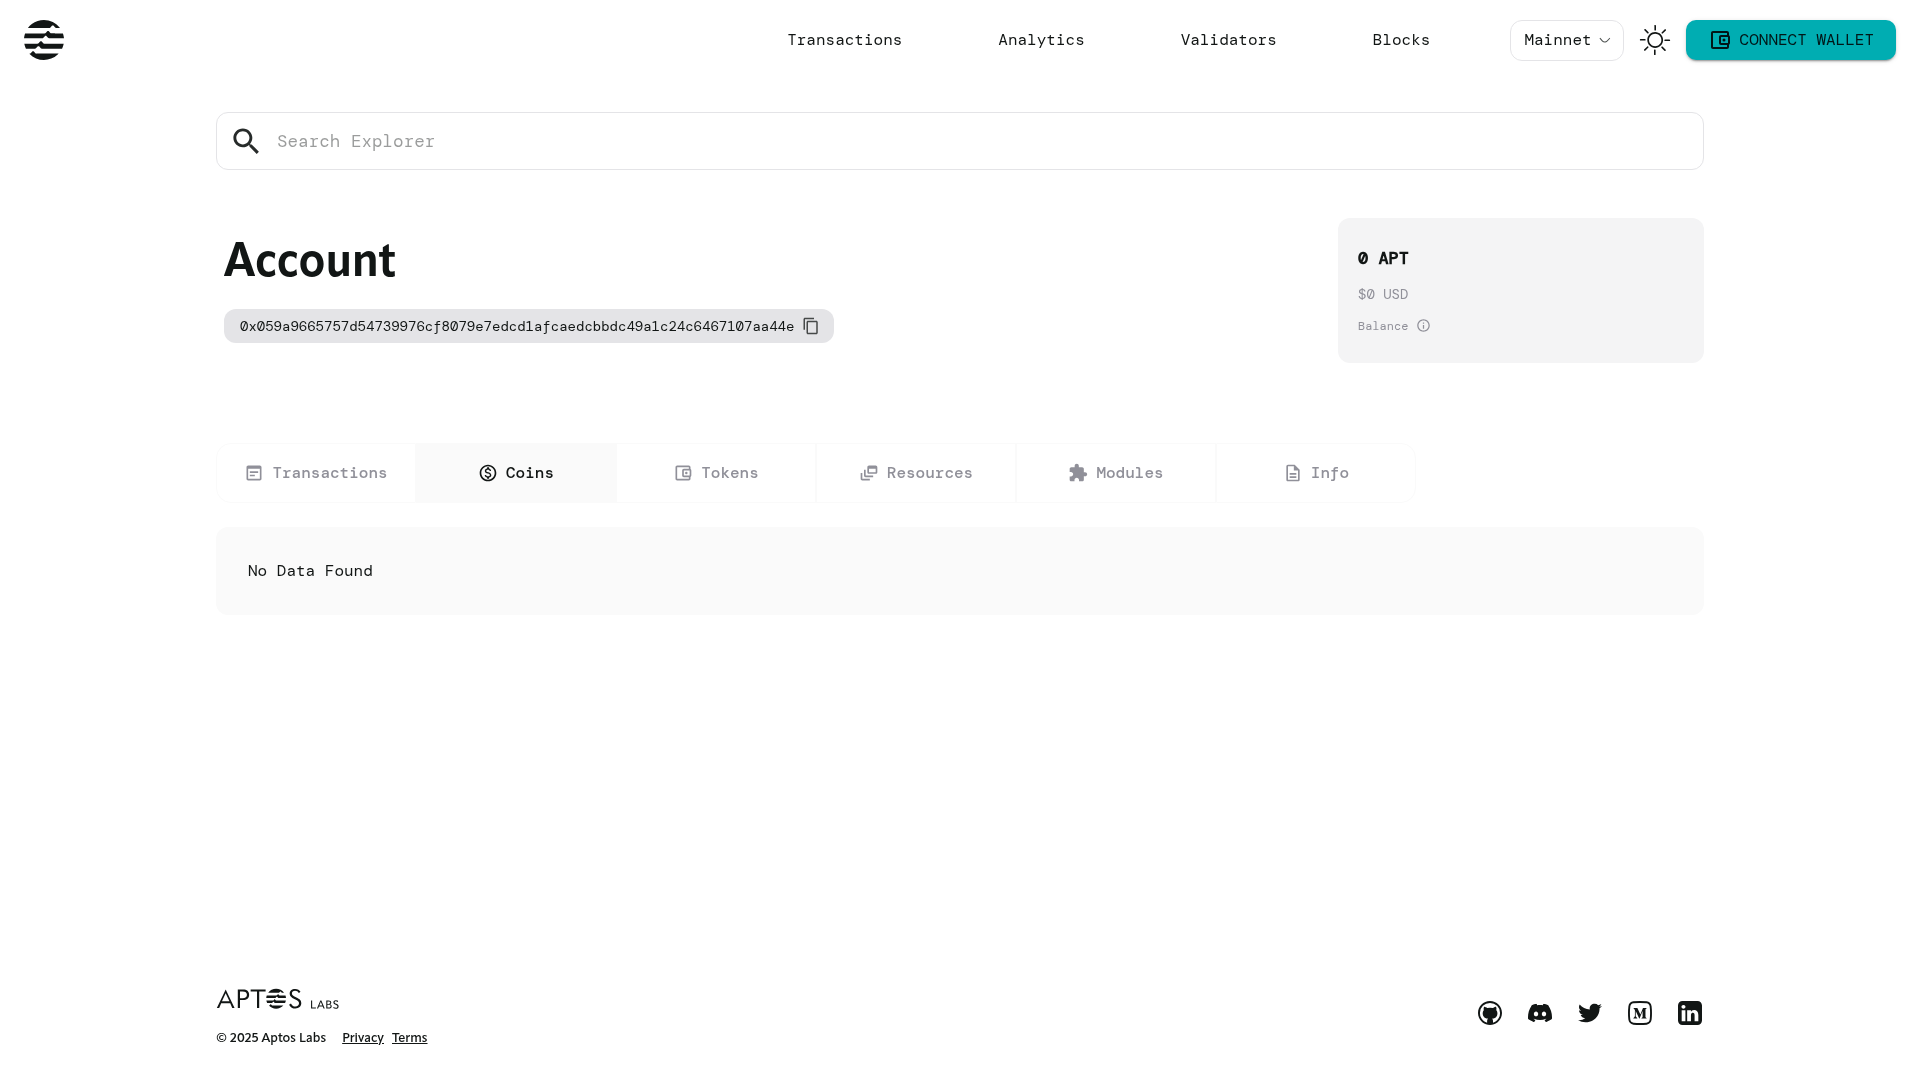 Transactions
Analytics
Validators
Blocks
Mainnet
CONNECT WALLET
Search Explorer
Account
0x059a9665757d54739976cf8079e7edcd1afcaedcbbdc49a1c24c6467107aa44e
0 APT
$0 USD
Balance
Transactions
Coins
Tokens
Resources
Modules
Info
No Data Found
APTOS LABS
© 2025 Aptos Labs
Privacy
Terms